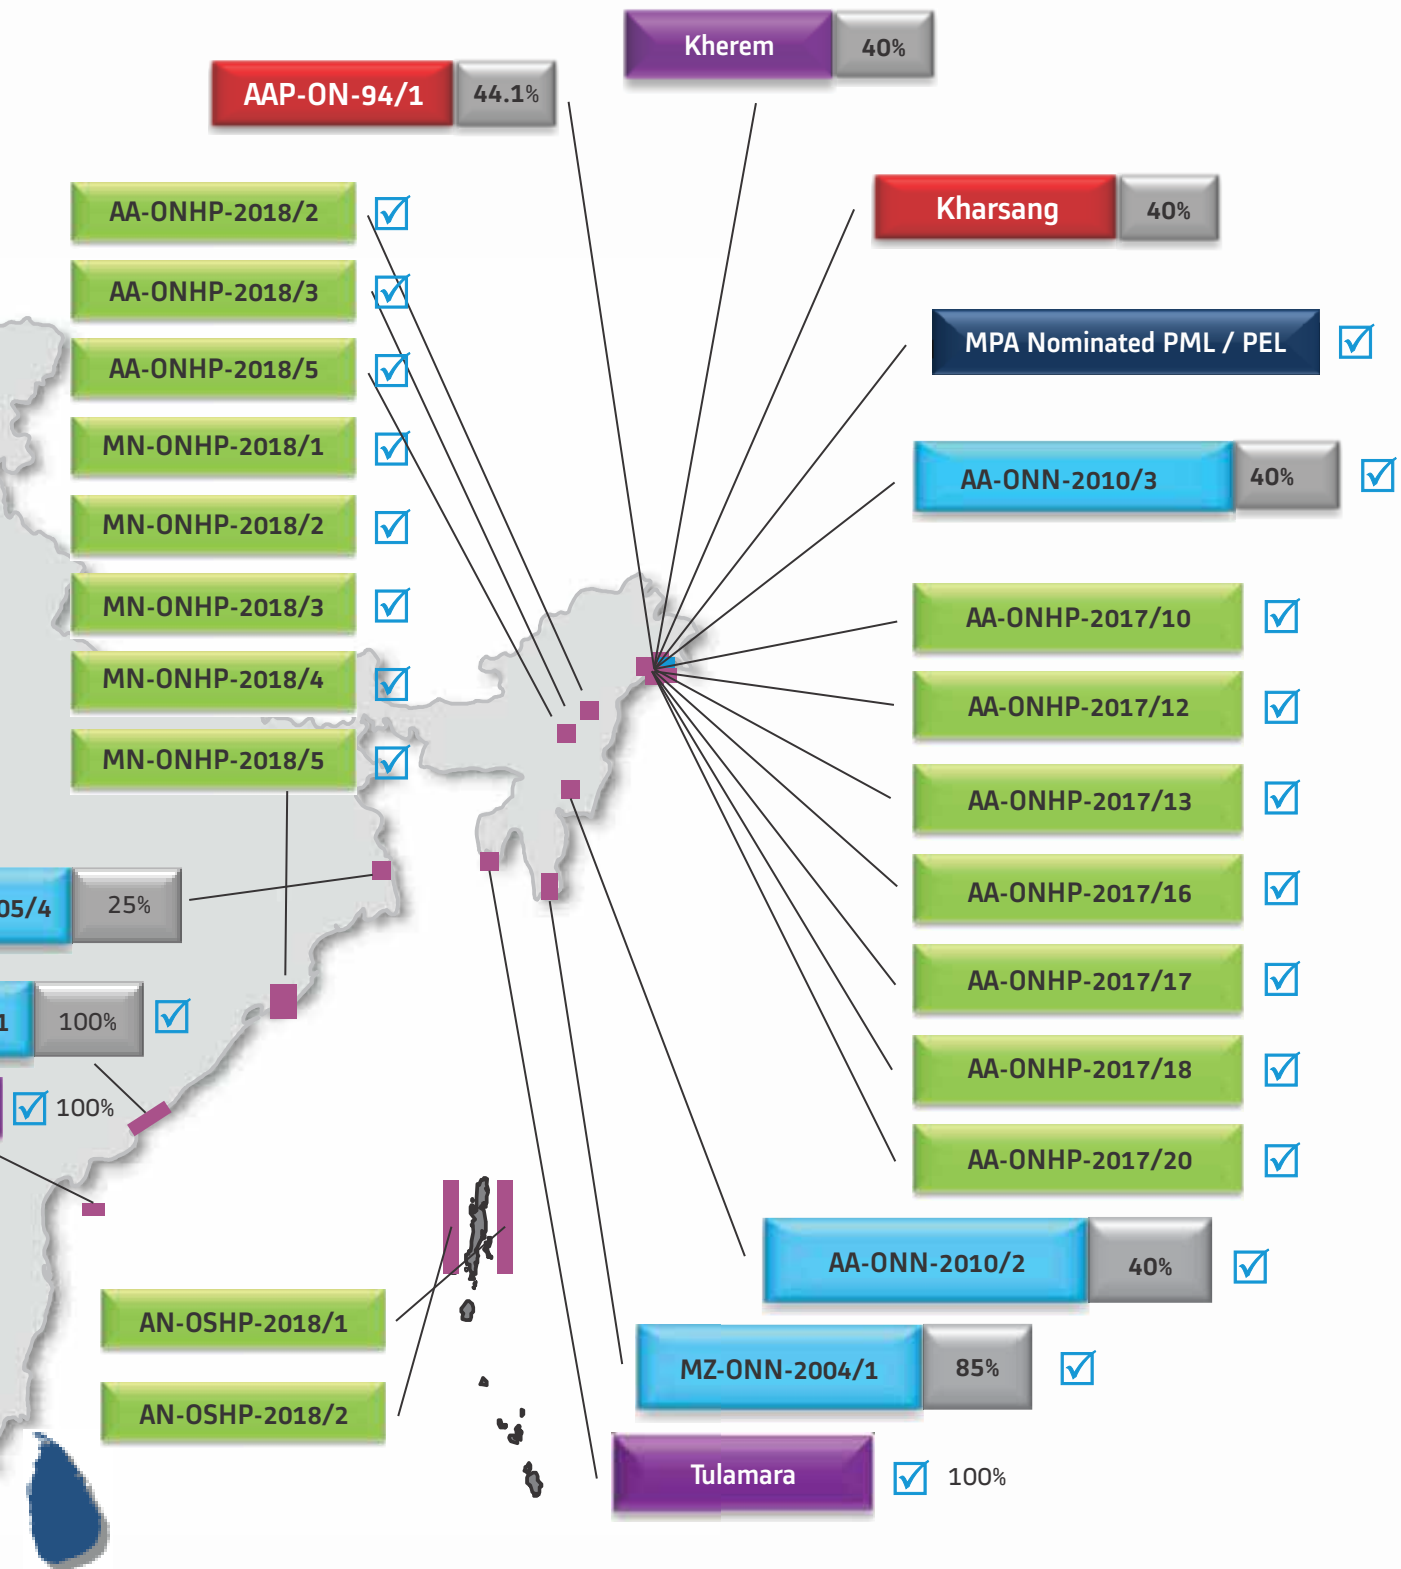 Kherem 40%
AAP-ON-94/1 44.1%
Kharsang 40%
AA-ONHP-2018/2
AA-ONHP-2018/3
AA-ONHP-2018/5
MN-ONHP-2018/1
MN-ONHP-2018/2
MN-ONHP-2018/3
MN-ONHP-2018/4
MN-ONHP-2018/5
MPA Nominated PML / PEL
AA-ONN-2010/3 40%
AA-ONHP-2017/10
AA-ONHP-2017/12
AA-ONHP-2017/13
AA-ONHP-2017/16
AA-ONHP-2017/17
AA-ONHP-2017/18
AA-ONHP-2017/20
05/4 25%
1 100%
100%
AA-ONN-2010/2 40%
AN-OSHP-2018/1
AN-OSHP-2018/2
MZ-ONN-2004/1 85%
Tulamara 100%